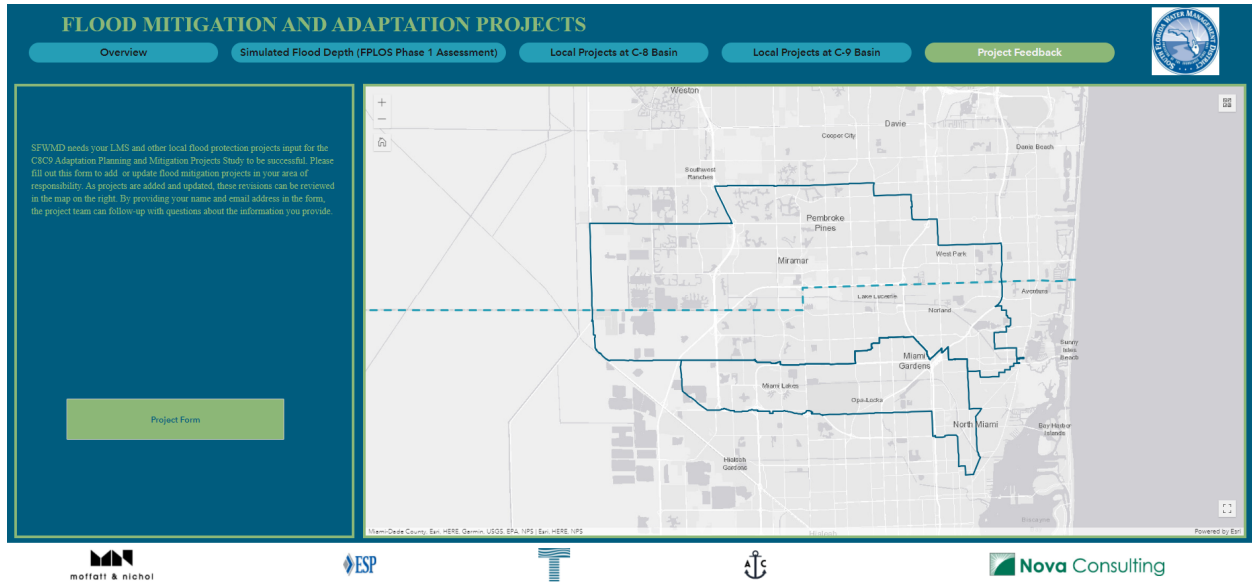 FLOOD MITIGATION AND ADAPTATION PROJECTS
Overview
Simulated Flood Depth (FPLOS Phase 1 Assessment)
Local Projects at C-8 Basin
Local Projects at C-9 Basin
Project Feedback
SOUTH FLORIDA WATER MANAGEMENT DISTRICT
SFWMD needs your LMS and other local flood protection projects input for the
C8C9 Adaptation Planning and Mitigation Projects Study to be successful. Please
fill out this form to add or update flood mitigation projects in your area of
responsibility. As projects are added and updated, these revisions can be reviewed
in the map on the right. By providing your name and email address in the form,
the project team can follow-up with questions about the information you provide.
Project Form
+
−
Weston
Davie
Cooper City
Dania Beach
Southwest
Ranches
Pembroke
Pines
West Park
Miramar
Aventura
Lake Lucerne
Norland
Sunny
Isles
Beach
Miami
Gardens
Miami Lakes
Opa-Locka
North Miami
Bay Harbor
Islands
Hialeah
Gardens
Biscayne
Hialeah
Miami-Dade County, Esri, HERE, Garmin, USGS, EPA, NPS | Esri, HERE, NPS
Powered by Esri
moffatt & nichol
ESP
T
A C
Nova Consulting